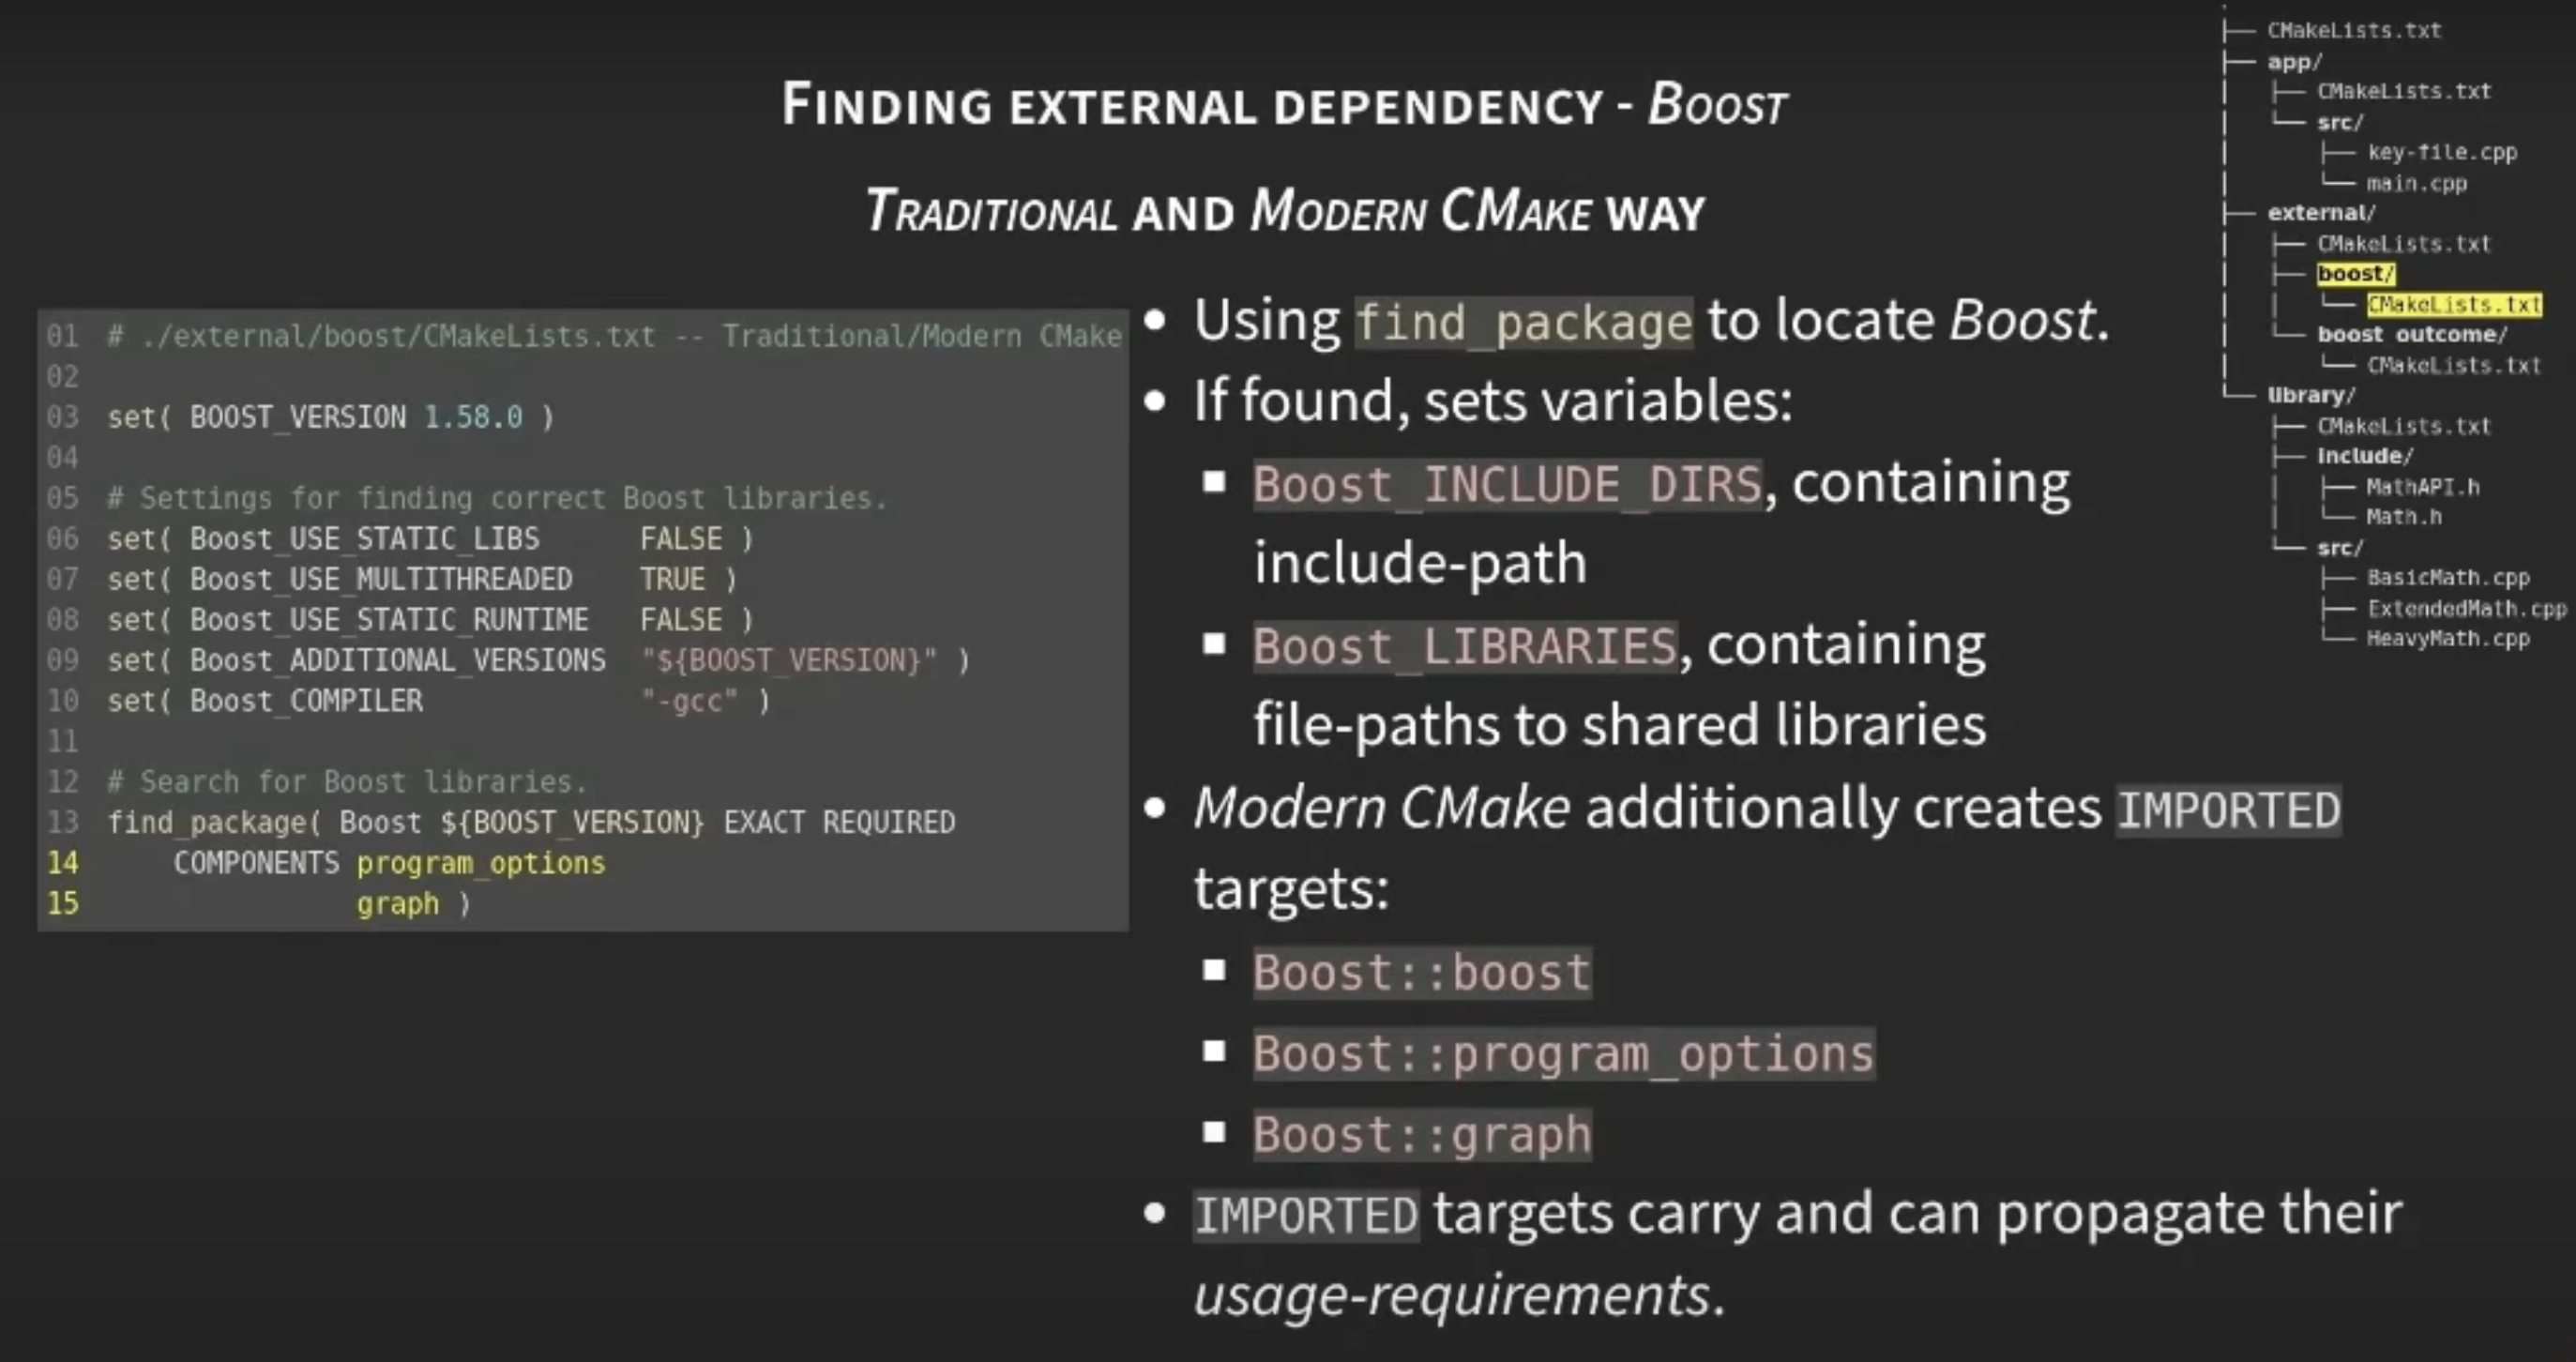 FINDING EXTERNAL DEPENDENCY - BOOST
TRADITIONAL AND MODERN CMAKE WAY
01 # ./external/boost/CMakeLists.txt -- Traditional/Modern CMake
02
03 set( BOOST_VERSION 1.58.0 )
04
05 # Settings for finding correct Boost libraries.
06 set( Boost_USE_STATIC_LIBS      FALSE )
07 set( Boost_USE_MULTITHREADED    TRUE )
08 set( Boost_USE_STATIC_RUNTIME   FALSE )
09 set( Boost_ADDITIONAL_VERSIONS  "${BOOST_VERSION}" )
10 set( Boost_COMPILER             "-gcc" )
11
12 # Search for Boost libraries.
13 find_package( Boost ${BOOST_VERSION} EXACT REQUIRED
14     COMPONENTS program_options
15                graph )
• Using find_package to locate Boost.
• If found, sets variables:
▪ Boost_INCLUDE_DIRS, containing
include-path
▪ Boost_LIBRARIES, containing
file-paths to shared libraries
• Modern CMake additionally creates IMPORTED
targets:
▪ Boost::boost
▪ Boost::program_options
▪ Boost::graph
• IMPORTED targets carry and can propagate their
usage-requirements.
├── CMakeLists.txt
├── app/
│   ├── CMakeLists.txt
│   └── src/
│       ├── key-file.cpp
│       └── main.cpp
├── external/
│   ├── CMakeLists.txt
│   ├── boost/
│   │   └── CMakeLists.txt
│   └── boost outcome/
│       └── CMakeLists.txt
└── library/
    ├── CMakeLists.txt
    ├── include/
    │   ├── MathAPI.h
    │   └── Math.h
    └── src/
        ├── BasicMath.cpp
        ├── ExtendedMath.cpp
        └── HeavyMath.cpp